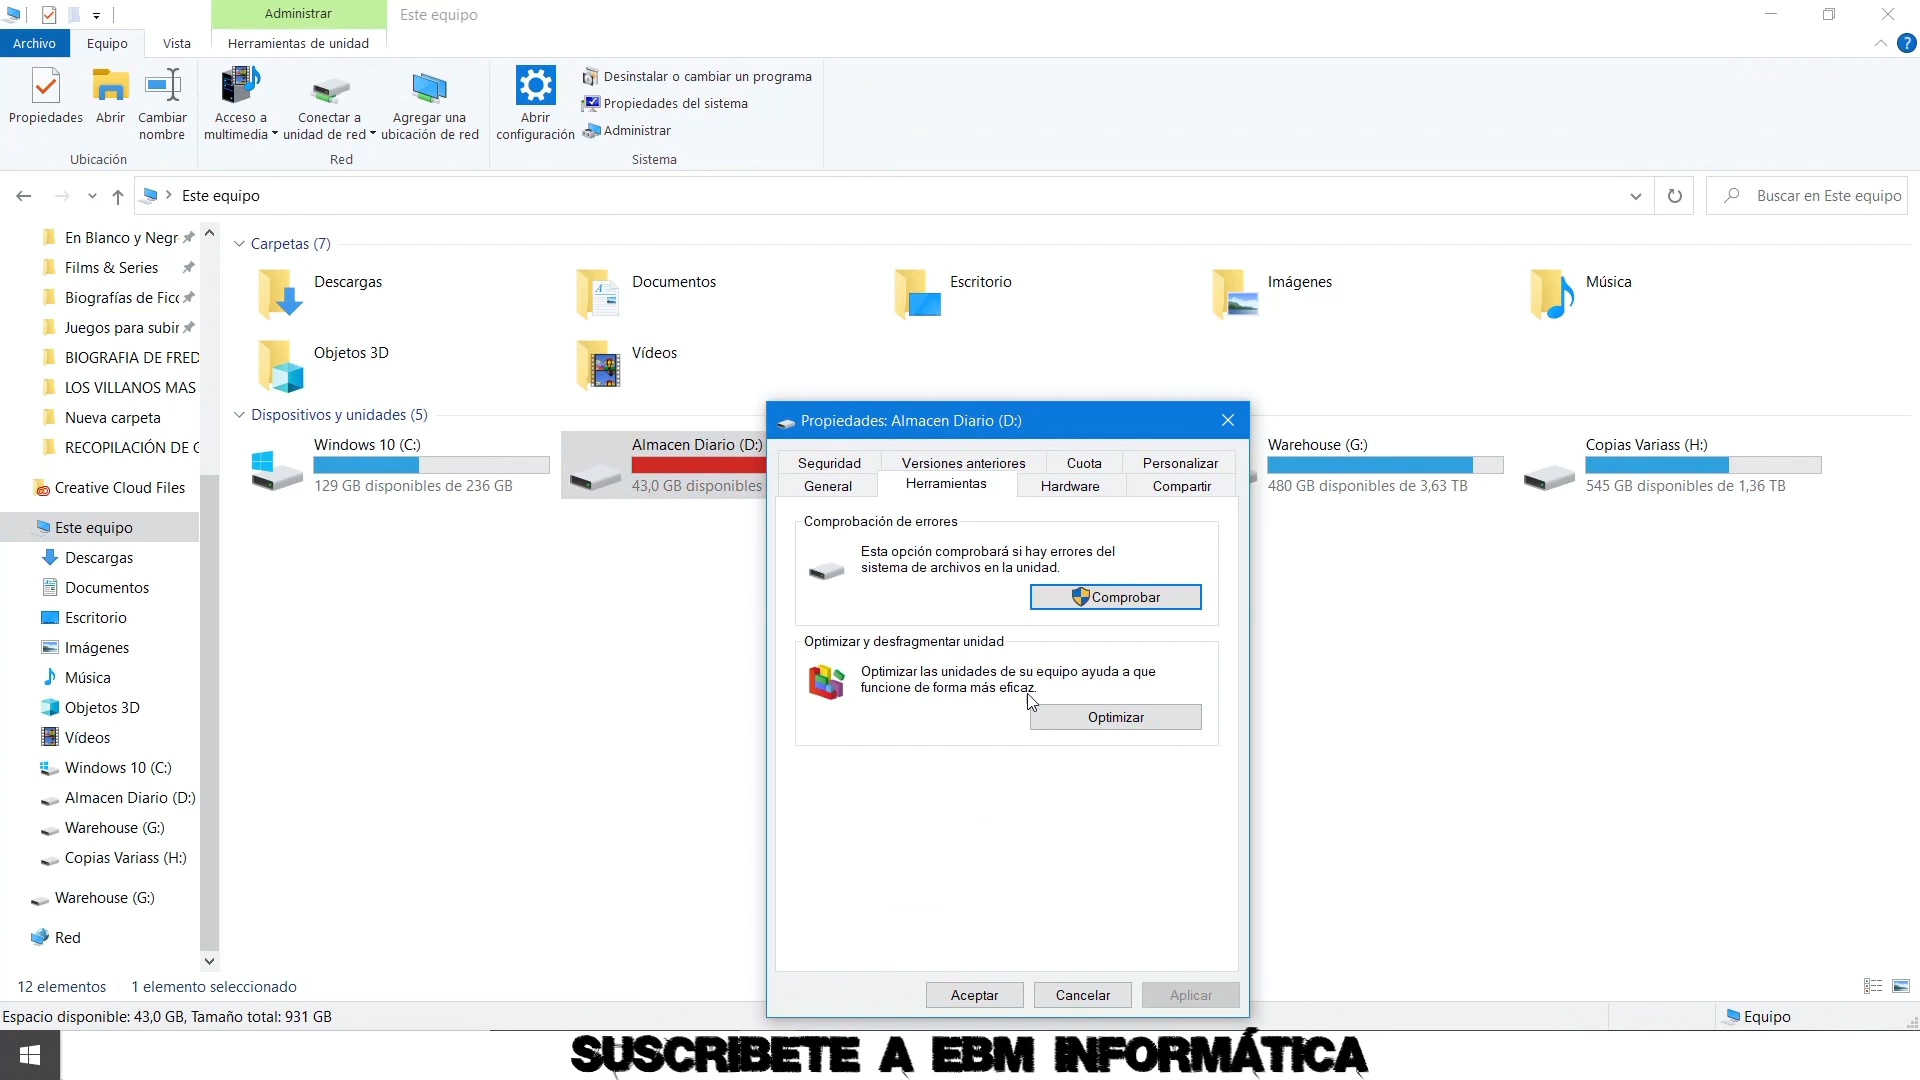 Administrar
Este equipo
Archivo
Equipo
Vista
Herramientas de unidad
Propiedades
Abrir
Cambiar
nombre
Ubicación
Acceso a
multimedia
Conectar a
unidad de red
Agregar una
ubicación de red
Red
Abrir
configuración
Desinstalar o cambiar un programa
Propiedades del sistema
Administrar
Sistema
Este equipo
Buscar en Este equipo
En Blanco y Negr
Films & Series
Biografías de Fic
Juegos para subir
BIOGRAFIA DE FRED
LOS VILLANOS MAS
Nueva carpeta
RECOPILACIÓN DE
Creative Cloud Files
Este equipo
Descargas
Documentos
Escritorio
Imágenes
Música
Objetos 3D
Vídeos
Windows 10 (C:)
Almacen Diario (D:)
Warehouse (G:)
Copias Variass (H:)
Warehouse (G:)
Red
Carpetas (7)
Descargas
Documentos
Escritorio
Imágenes
Música
Objetos 3D
Vídeos
Dispositivos y unidades (5)
Windows 10 (C:)
129 GB disponibles de 236 GB
Almacen Diario (D:)
43,0 GB disponibles
Warehouse (G:)
480 GB disponibles de 3,63 TB
Copias Variass (H:)
545 GB disponibles de 1,36 TB
Propiedades: Almacen Diario (D:)
Seguridad
Versiones anteriores
Cuota
Personalizar
General
Herramientas
Hardware
Compartir
Comprobación de errores
Esta opción comprobará si hay errores del
sistema de archivos en la unidad.
Comprobar
Optimizar y desfragmentar unidad
Optimizar las unidades de su equipo ayuda a que
funcione de forma más eficaz.
Optimizar
Aceptar
Cancelar
Aplicar
12 elementos
1 elemento seleccionado
Espacio disponible: 43,0 GB, Tamaño total: 931 GB
Equipo
SUSCRIBETE A EBM INFORMÁTICA